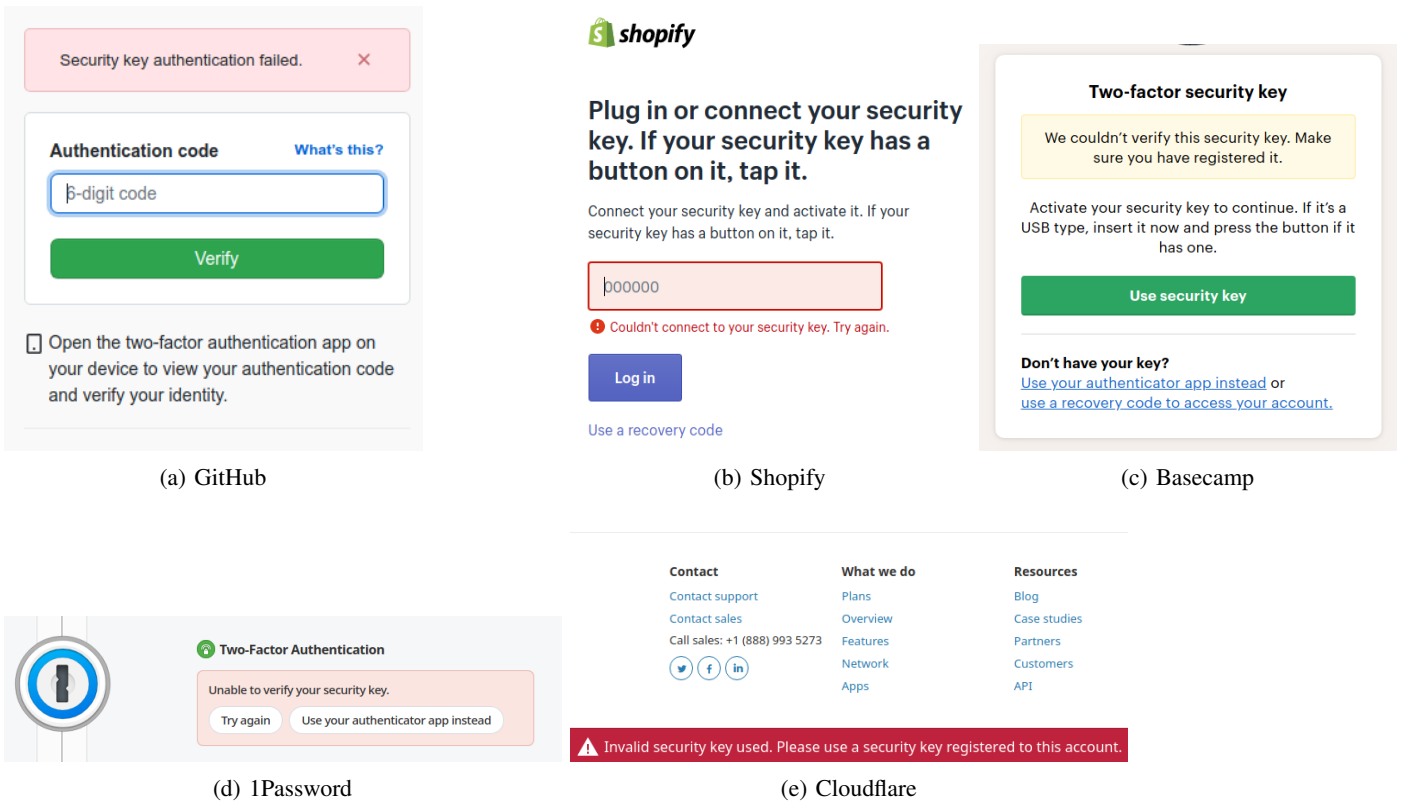 Security key authentication failed.
Authentication code What's this?
6-digit code
Verify
Open the two-factor authentication app on
your device to view your authentication code
and verify your identity.
(a) GitHub
shopify
Plug in or connect your security
key. If your security key has a
button on it, tap it.
Connect your security key and activate it. If your
security key has a button on it, tap it.
000000
Couldn't connect to your security key. Try again.
Log in
Use a recovery code
(b) Shopify
Two-factor security key
We couldn't verify this security key. Make
sure you have registered it.
Activate your security key to continue. If it's a
USB type, insert it now and press the button if it
has one.
Use security key
Don't have your key?
Use your authenticator app instead or
use a recovery code to access your account.
(c) Basecamp
Two-Factor Authentication
Unable to verify your security key.
Try again Use your authenticator app instead
(d) 1Password
Contact What we do Resources
Contact support Plans Blog
Contact sales Overview Case studies
Call sales: +1 (888) 993 5273 Features Partners
Network Customers
Apps API
Invalid security key used. Please use a security key registered to this account.
(e) Cloudflare